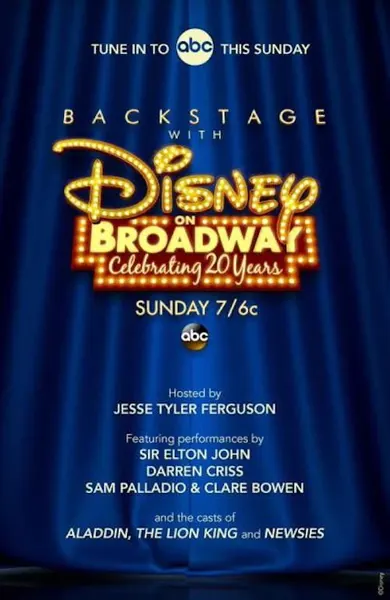 TUNE IN TO abc THIS SUNDAY
BACKSTAGE
WITH
DISNEY
ON
BROADWAY
Celebrating 20 Years
SUNDAY 7/6c
abc
Hosted by
JESSE TYLER FERGUSON
Featuring performances by
SIR ELTON JOHN
DARREN CRISS
SAM PALLADIO & CLARE BOWEN
and the casts of
ALADDIN, THE LION KING and NEWSIES
©Disney